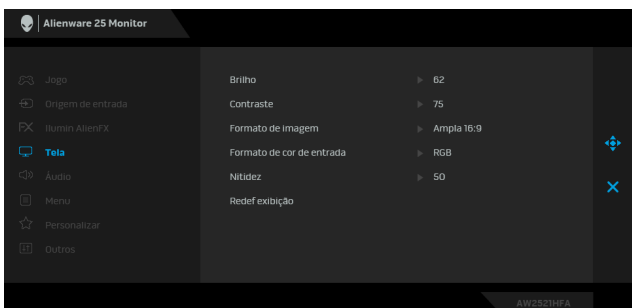 Alienware 25 Monitor
Jogo
Origem de entrada
Ilumin AlienFX
Tela
Áudio
Menu
Personalizar
Outros
Brilho 62
Contraste 75
Formato de imagem Ampla 16:9
Formato de cor de entrada RGB
Nitidez 50
Redef exibição
AW2521HFA